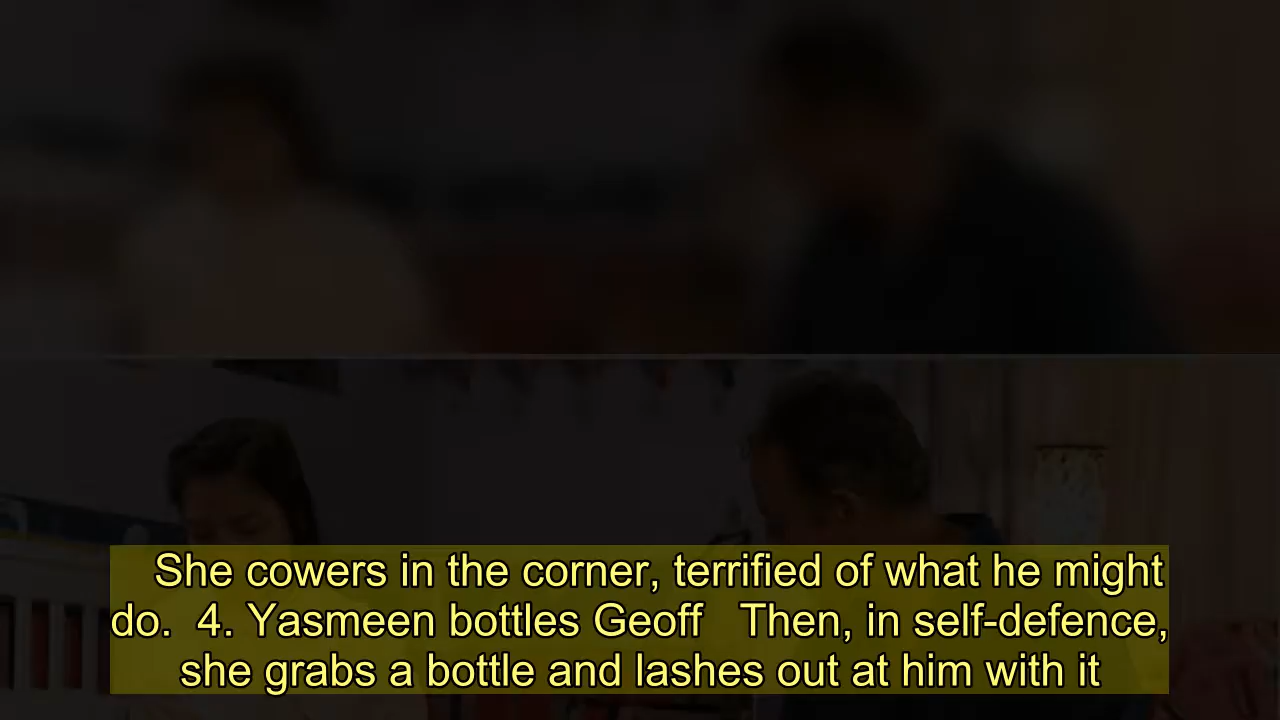 She cowers in the corner, terrified of what he might
do.  4. Yasmeen bottles Geoff   Then, in self-defence,
she grabs a bottle and lashes out at him with it